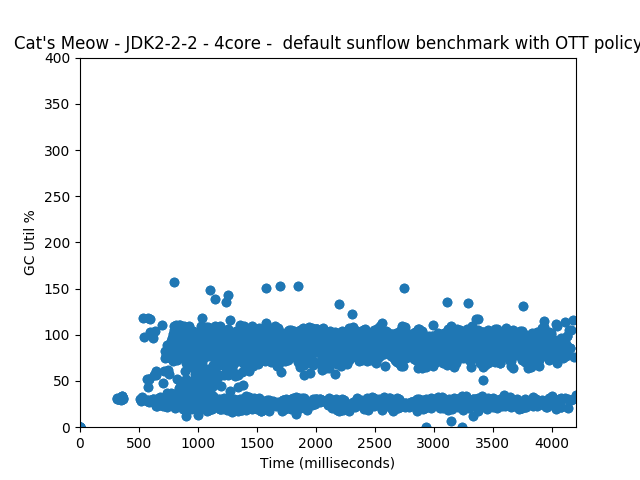 Cat's Meow - JDK2-2-2 - 4core -  default sunflow benchmark with OTT policy
400
350
300
250
200
150
100
50
0
GC Util %
0 500 1000 1500 2000 2500 3000 3500 4000
Time (milliseconds)